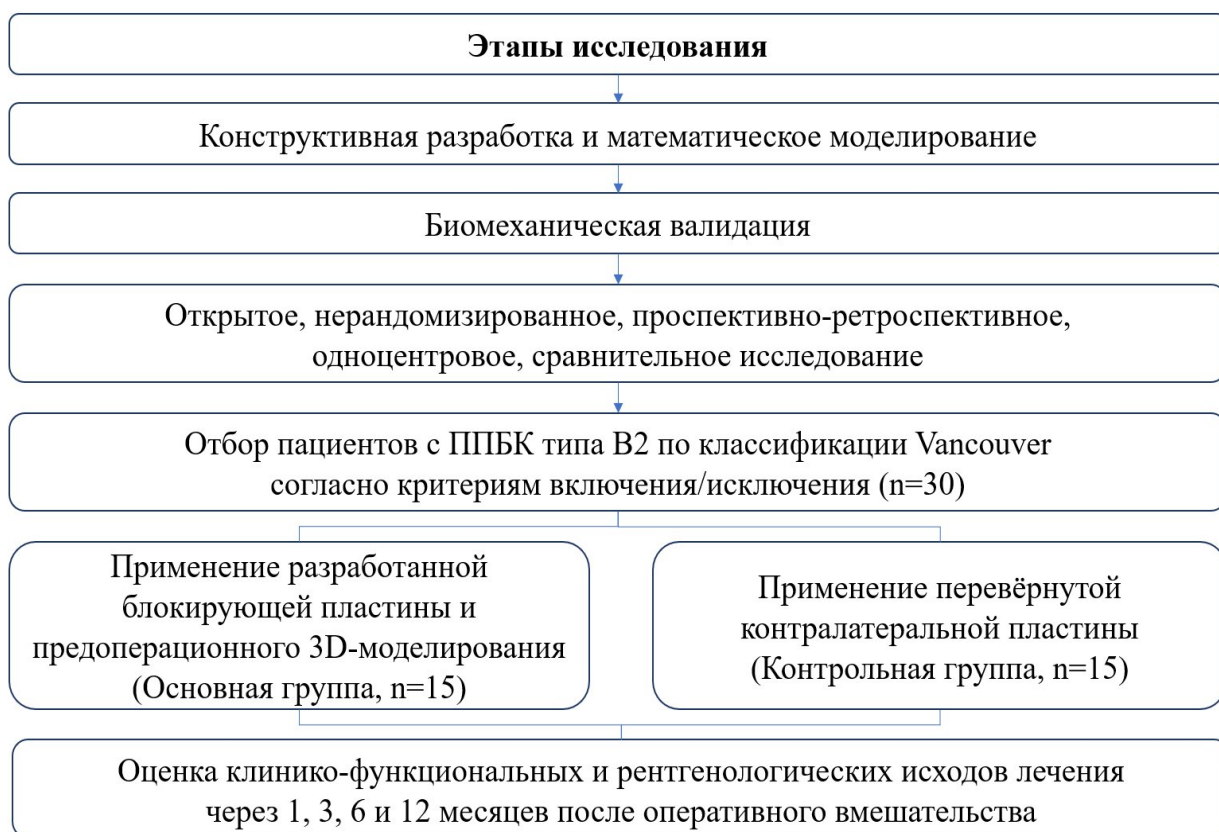 Этапы исследования
Конструктивная разработка и математическое моделирование
Биомеханическая валидация
Открытое, нерандомизированное, проспективно-ретроспективное,
одноцентровое, сравнительное исследование
Отбор пациентов с ППБК типа B2 по классификации Vancouver
согласно критериям включения/исключения (n=30)
Применение разработанной
блокирующей пластины и
предоперационного 3D-моделирования
(Основная группа, n=15)
Применение перевёрнутой
контралатеральной пластины
(Контрольная группа, n=15)
Оценка клинико-функциональных и рентгенологических исходов лечения
через 1, 3, 6 и 12 месяцев после оперативного вмешательства